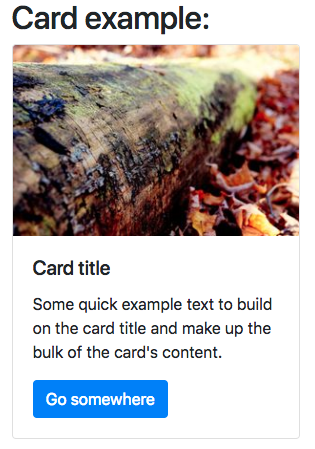 Card example:
Card title
Some quick example text to build
on the card title and make up the
bulk of the card's content.
Go somewhere